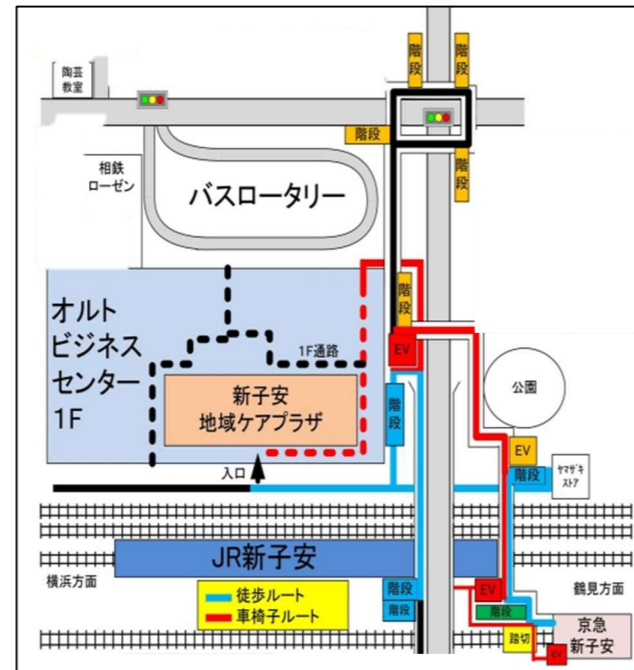 階段
階段
陶芸
教室
階段
階段
相鉄
ローゼン
バスロータリー
オルト
ビジネス
センター
1F
階段
1F通路
EV
公園
新子安
地域ケアプラザ
階段
EV
入口
階段
ヤマザキ
ストア
JR新子安
横浜方面
鶴見方面
徒歩ルート
車椅子ルート
階段
階段
EV
階段
踏切
京急
新子安
EV